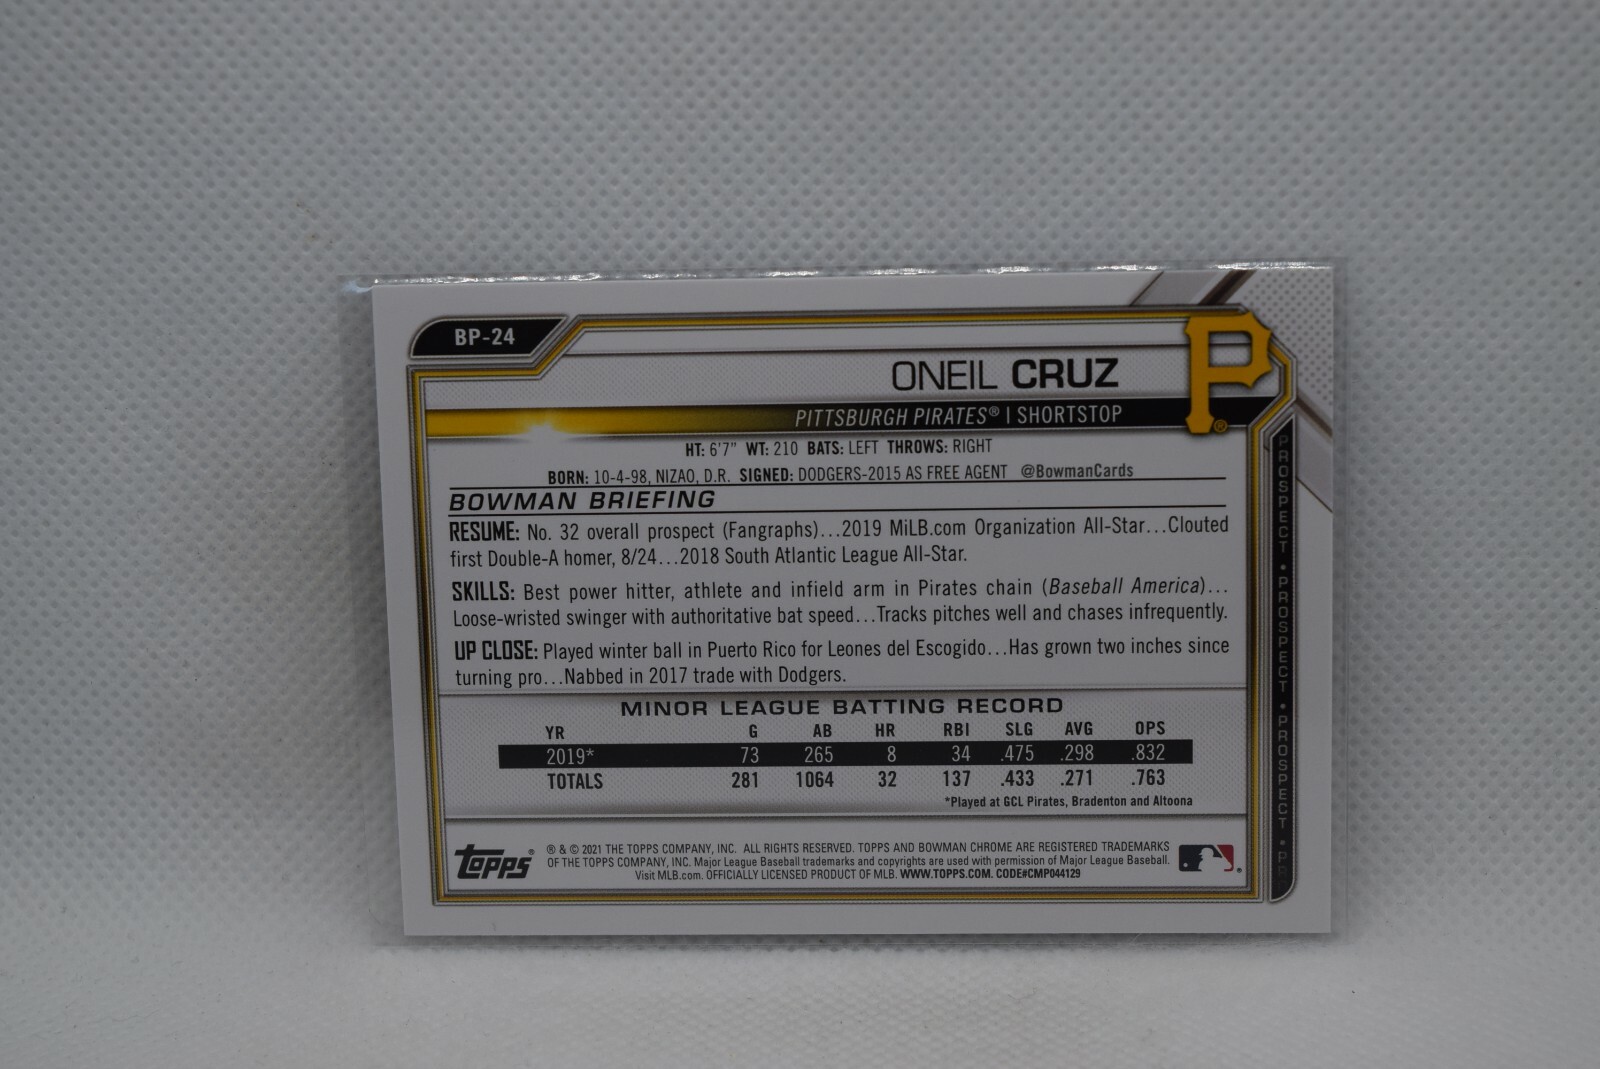 BP-24
P®
ONEIL CRUZ
PITTSBURGH PIRATES® | SHORTSTOP
HT: 6'7" WT: 210 BATS: LEFT THROWS: RIGHT
BORN: 10-4-98, NIZAO, D.R. SIGNED: DODGERS-2015 AS FREE AGENT @BowmanCards
BOWMAN BRIEFING
RESUME: No. 32 overall prospect (Fangraphs)...2019 MiLB.com Organization All-Star...Clouted
first Double-A homer, 8/24...2018 South Atlantic League All-Star.
SKILLS: Best power hitter, athlete and infield arm in Pirates chain (Baseball America)...
Loose-wristed swinger with authoritative bat speed...Tracks pitches well and chases infrequently.
UP CLOSE: Played winter ball in Puerto Rico for Leones del Escogido...Has grown two inches since
turning pro...Nabbed in 2017 trade with Dodgers.
MINOR LEAGUE BATTING RECORD
YR G AB HR RBI SLG AVG OPS
2019* 73 265 8 34 .475 .298 .832
TOTALS 281 1064 32 137 .433 .271 .763
*Played at GCL Pirates, Bradenton and Altoona
PROSPECT • PROSPECT • PROSPECT • PR
Topps®
® & © 2021 THE TOPPS COMPANY, INC. ALL RIGHTS RESERVED. TOPPS AND BOWMAN CHROME ARE REGISTERED TRADEMARKS
OF THE TOPPS COMPANY, INC. Major League Baseball trademarks and copyrights are used with permission of Major League Baseball.
Visit MLB.com. OFFICIALLY LICENSED PRODUCT OF MLB. WWW.TOPPS.COM. CODE#CMP044129